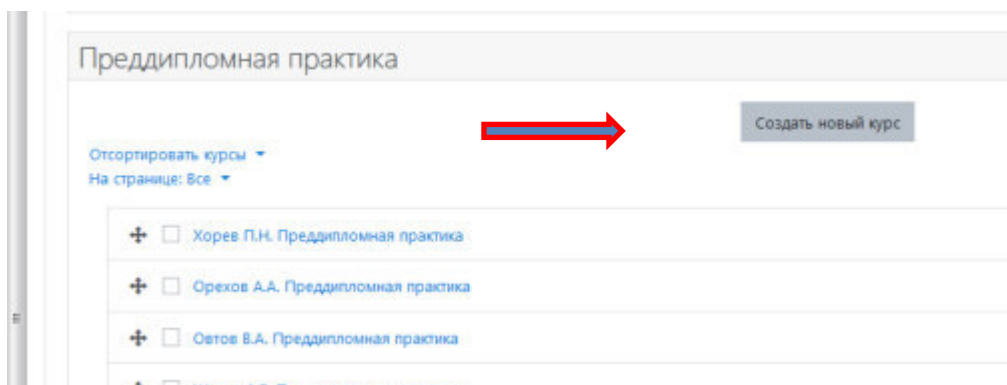 Преддипломная практика
Создать новый курс
Отсортировать курсы
На странице: Все
Хорев П.Н. Преддипломная практика
Орехов А.А. Преддипломная практика
Овтов В.А. Преддипломная практика